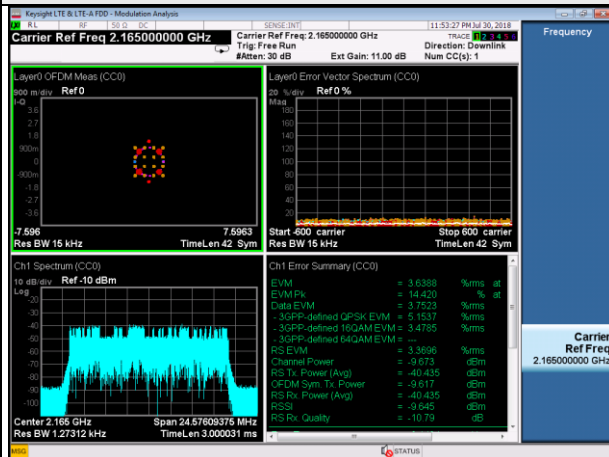 Keysight LTE & LTE-A FDD - Modulation Analysis
RL RF 50 Ω DC SENSE:INT 11:53:27 PM Jul 30, 2018
Carrier Ref Freq 2.165000000 GHz
Carrier Ref Freq: 2.165000000 GHz
Trig: Free Run
#Atten: 30 dB Ext Gain: 11.00 dB
TRACE 1 2 3 4 5 6
Direction: Downlink
Num CC(s): 1
Frequency
Layer0 OFDM Meas (CC0)
900 m/div Ref 0
I-Q
3.6
2.7
1.8
900m
0
-900m
-1.8
-2.7
-3.6
-7.596 7.5963
Res BW 15 kHz TimeLen 42 Sym
Layer0 Error Vector Spectrum (CC0)
20 %/div Ref 0 %
Mag
160
140
120
100
80
60
40
20
Start -600 carrier Stop 600 carrier
Res BW 15 kHz TimeLen 42 Sym
Ch1 Spectrum (CC0)
10 dB/div Ref -10 dBm
Log
-20
-30
-40
-50
-60
-70
-80
-90
-100
Center 2.165 GHz Span 24.57609375 MHz
Res BW 1.27312 kHz TimeLen 3.000031 ms
Ch1 Error Summary (CC0)
EVM = 3.6388 %rms at
EVM Pk = 14.420 % at
Data EVM = 3.7523 %rms
- 3GPP-defined QPSK EVM = 5.1537 %rms
- 3GPP-defined 16QAM EVM = 3.4785 %rms
- 3GPP-defined 64QAM EVM = ---
RS EVM = 3.3696 %rms
Channel Power = -9.673 dBm
RS Tx. Power (Avg) = -40.435 dBm
OFDM Sym. Tx. Power = -9.617 dBm
RS Rx. Power (Avg) = -40.435 dBm
RSSI = -9.645 dBm
RS Rx. Quality = -10.79 dB
Carrier
Ref Freq
2.165000000 GHz
MSG STATUS